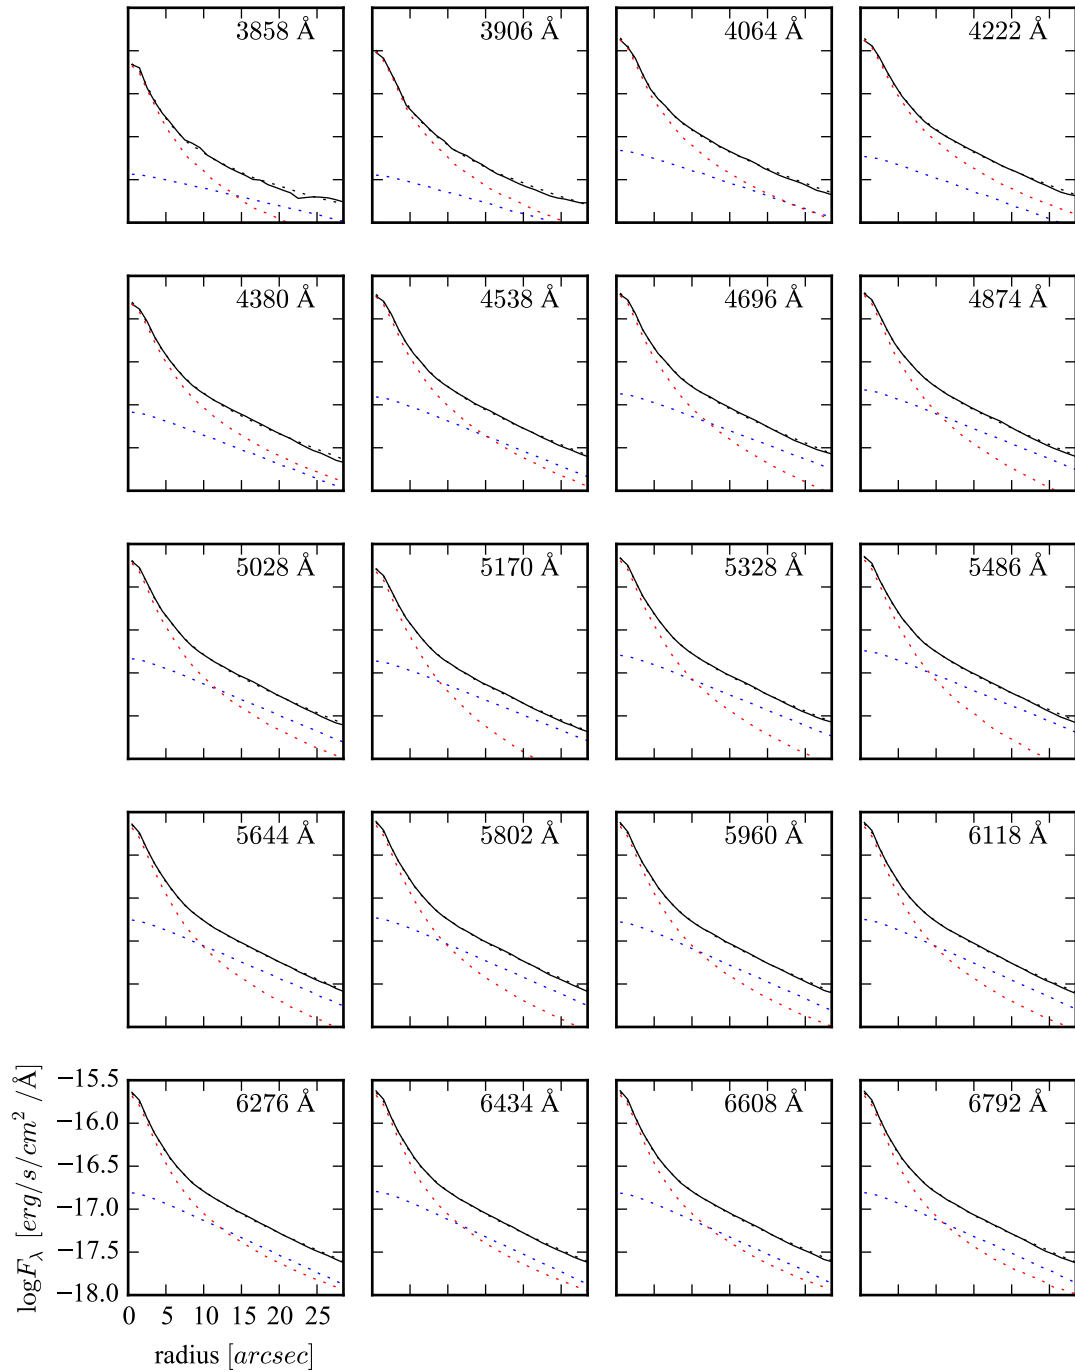 3858 Å
3906 Å
4064 Å
4222 Å
4380 Å
4538 Å
4696 Å
4874 Å
5028 Å
5170 Å
5328 Å
5486 Å
5644 Å
5802 Å
5960 Å
6118 Å
6276 Å
6434 Å
6608 Å
6792 Å
logFλ [erg/s/cm² /Å]
−15.5
−16.0
−16.5
−17.0
−17.5
−18.0
0 5 10 15 20 25
radius [arcsec]